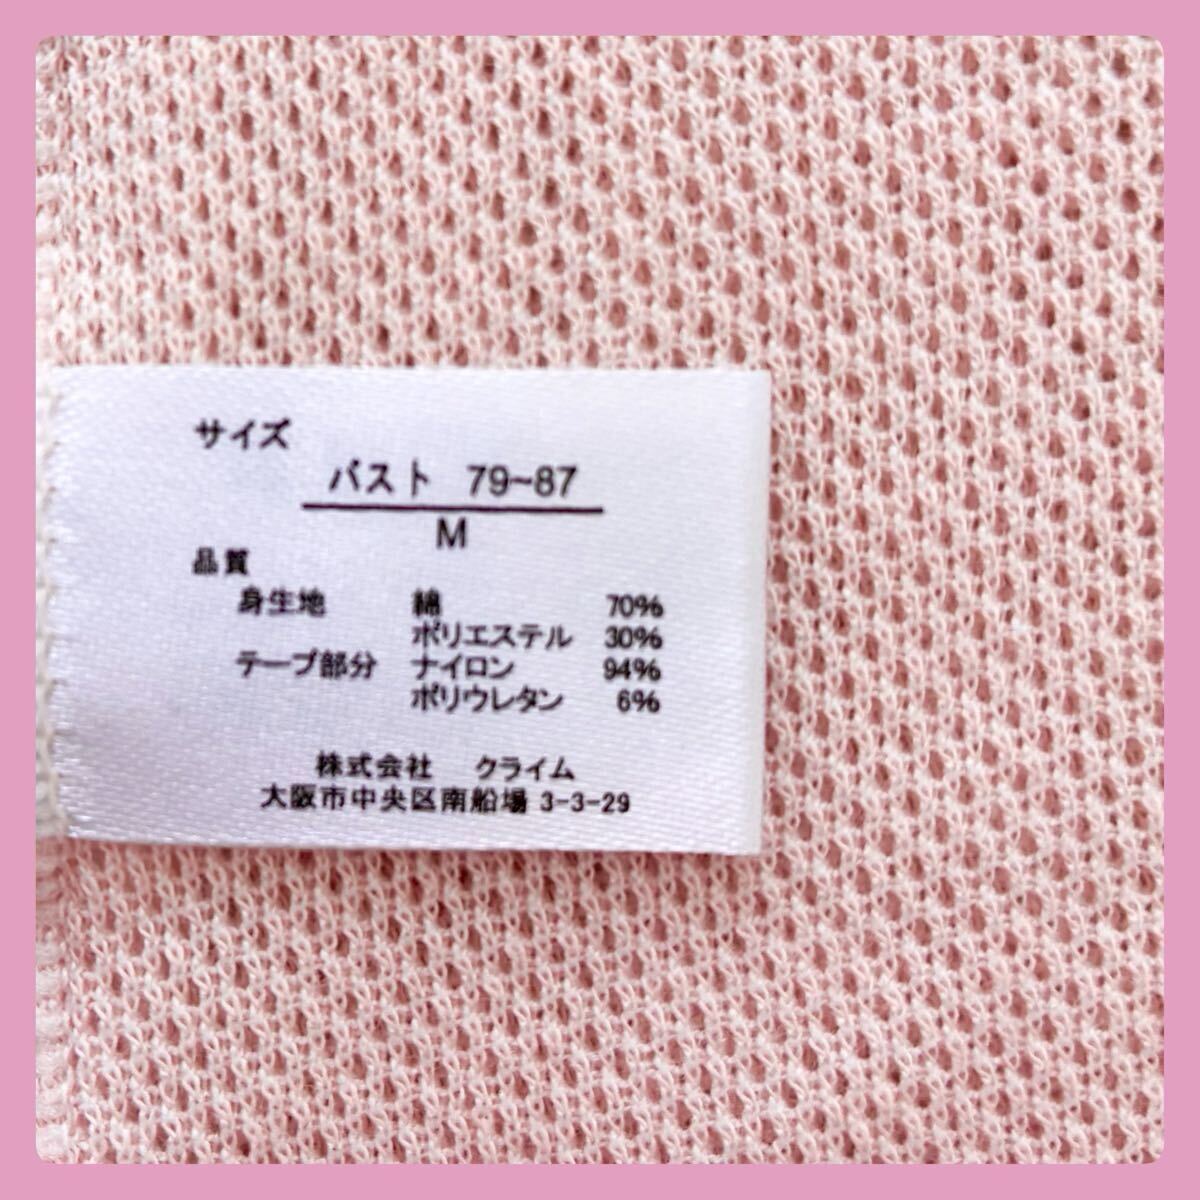 サイズ
バスト 79~87
M
品質
身生地 綿 70%
ポリエステル 30%
テープ部分 ナイロン 94%
ポリウレタン 6%
株式会社 クライム
大阪市中央区南船場 3-3-29